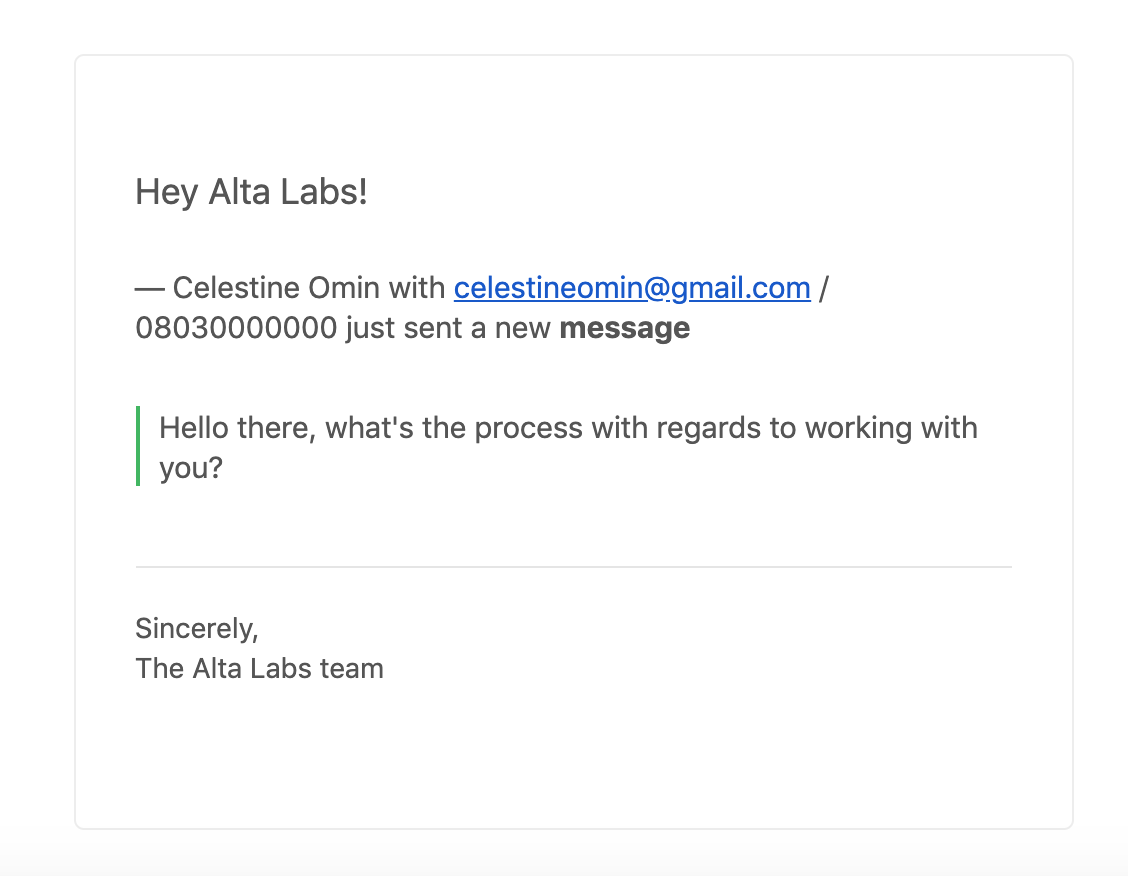 Hey Alta Labs!
— Celestine Omin with celestineomin@gmail.com /
08030000000 just sent a new message
Hello there, what's the process with regards to working with
you?
Sincerely,
The Alta Labs team